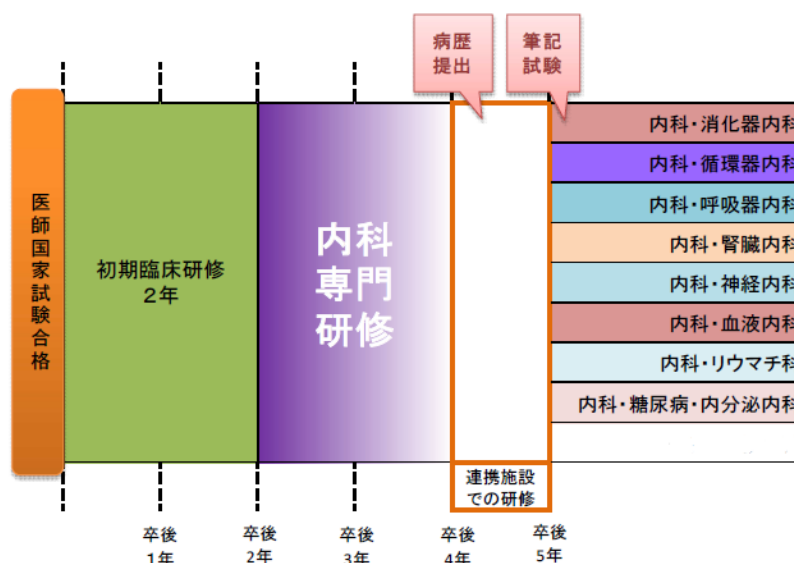 病歴
提出
筆記
試験
医師国家試験合格
初期臨床研修
2年
内科
専門
研修
内科・消化器内科
内科・循環器内科
内科・呼吸器内科
内科・腎臓内科
内科・神経内科
内科・血液内科
内科・リウマチ科
内科・糖尿病・内分泌内科
連携施設
での研修
卒後
1年
卒後
2年
卒後
3年
卒後
4年
卒後
5年